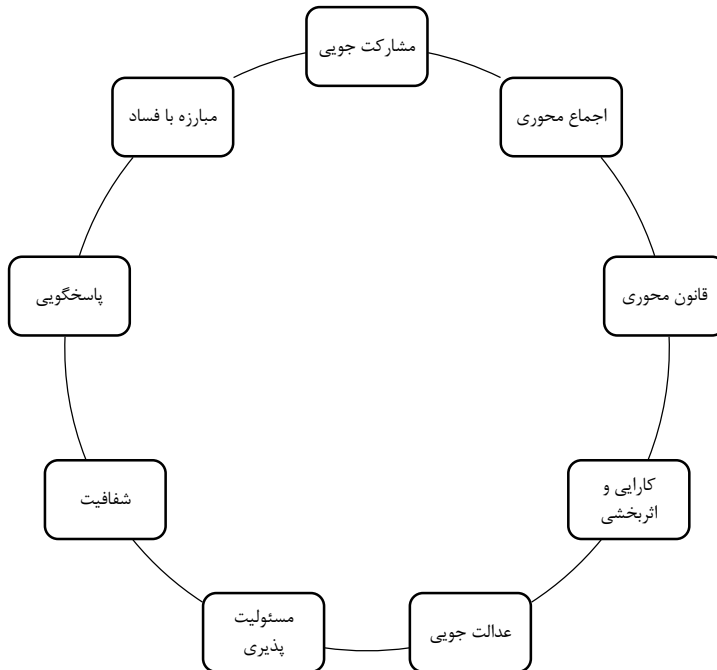 مشارکت جویی
اجماع محوری
قانون محوری
کارایی و
اثربخشی
عدالت جویی
مسئولیت
پذیری
شفافیت
پاسخگویی
مبارزه با فساد